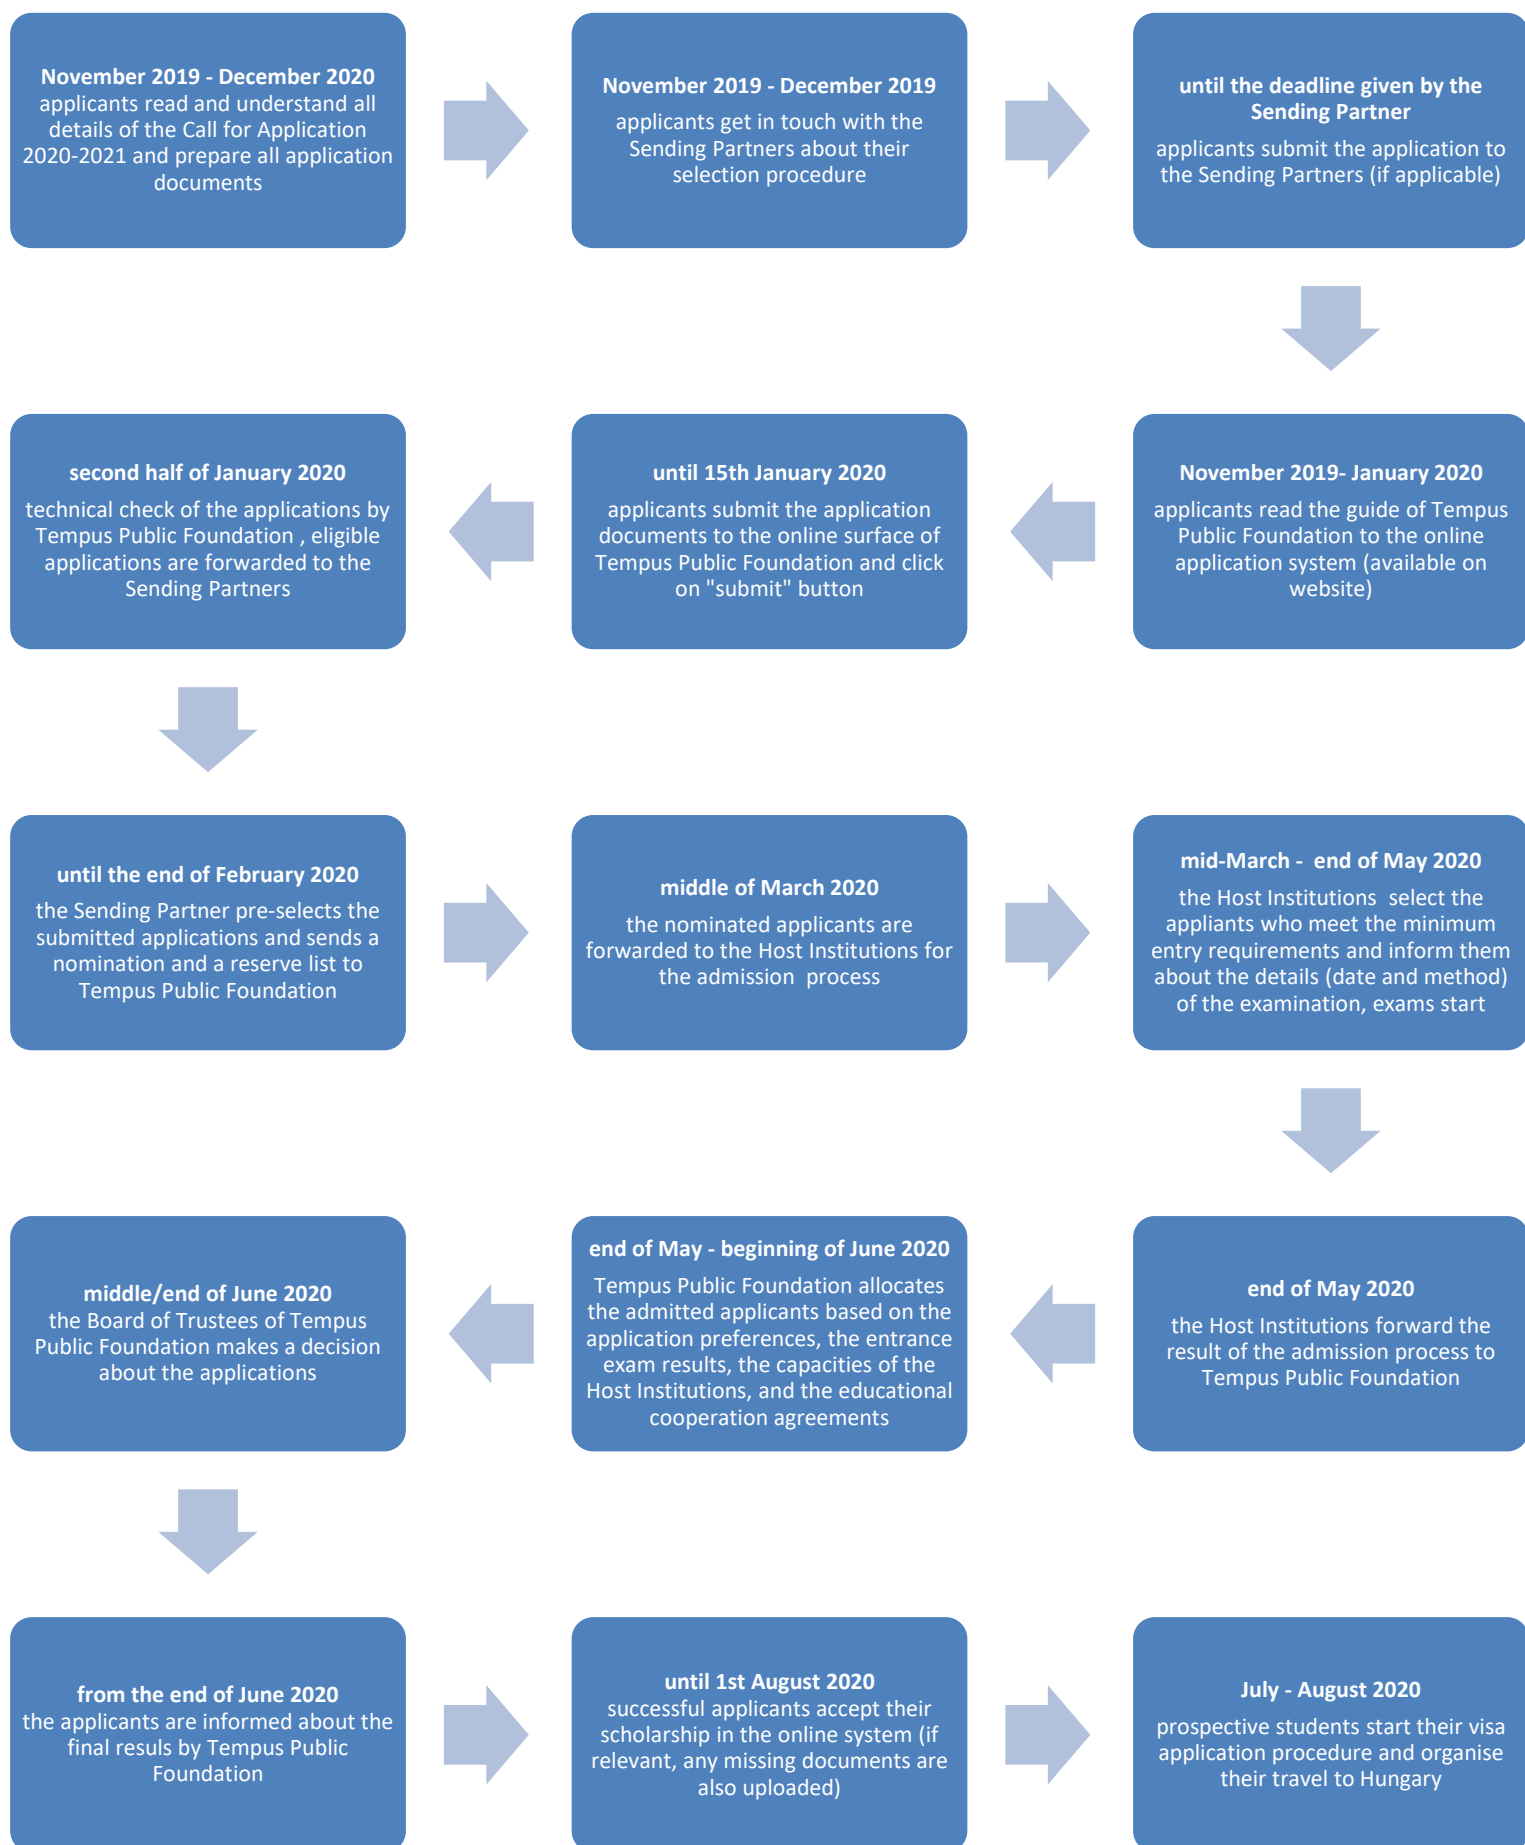 November 2019 - December 2020
applicants read and understand all
details of the Call for Application
2020-2021 and prepare all application
documents
November 2019 - December 2019
applicants get in touch with the
Sending Partners about their
selection procedure
until the deadline given by the
Sending Partner
applicants submit the application to
the Sending Partners (if applicable)
November 2019- January 2020
applicants read the guide of Tempus
Public Foundation to the online
application system (available on
website)
until 15th January 2020
applicants submit the application
documents to the online surface of
Tempus Public Foundation and click
on "submit" button
second half of January 2020
technical check of the applications by
Tempus Public Foundation , eligible
applications are forwarded to the
Sending Partners
until the end of February 2020
the Sending Partner pre-selects the
submitted applications and sends a
nomination and a reserve list to
Tempus Public Foundation
middle of March 2020
the nominated applicants are
forwarded to the Host Institutions for
the admission  process
mid-March -  end of May 2020
the Host Institutions  select the
appliants who meet the minimum
entry requirements and inform them
about the details (date and method)
of the examination, exams start
end of May 2020
the Host Institutions forward the
result of the admission process to
Tempus Public Foundation
end of May - beginning of June 2020
Tempus Public Foundation allocates
the admitted applicants based on the
application preferences, the entrance
exam results, the capacities of the
Host Institutions, and the educational
cooperation agreements
middle/end of June 2020
the Board of Trustees of Tempus
Public Foundation makes a decision
about the applications
from the end of June 2020
the applicants are informed about the
final resuls by Tempus Public
Foundation
until 1st August 2020
successful applicants accept their
scholarship in the online system (if
relevant, any missing documents are
also uploaded)
July - August 2020
prospective students start their visa
application procedure and organise
their travel to Hungary